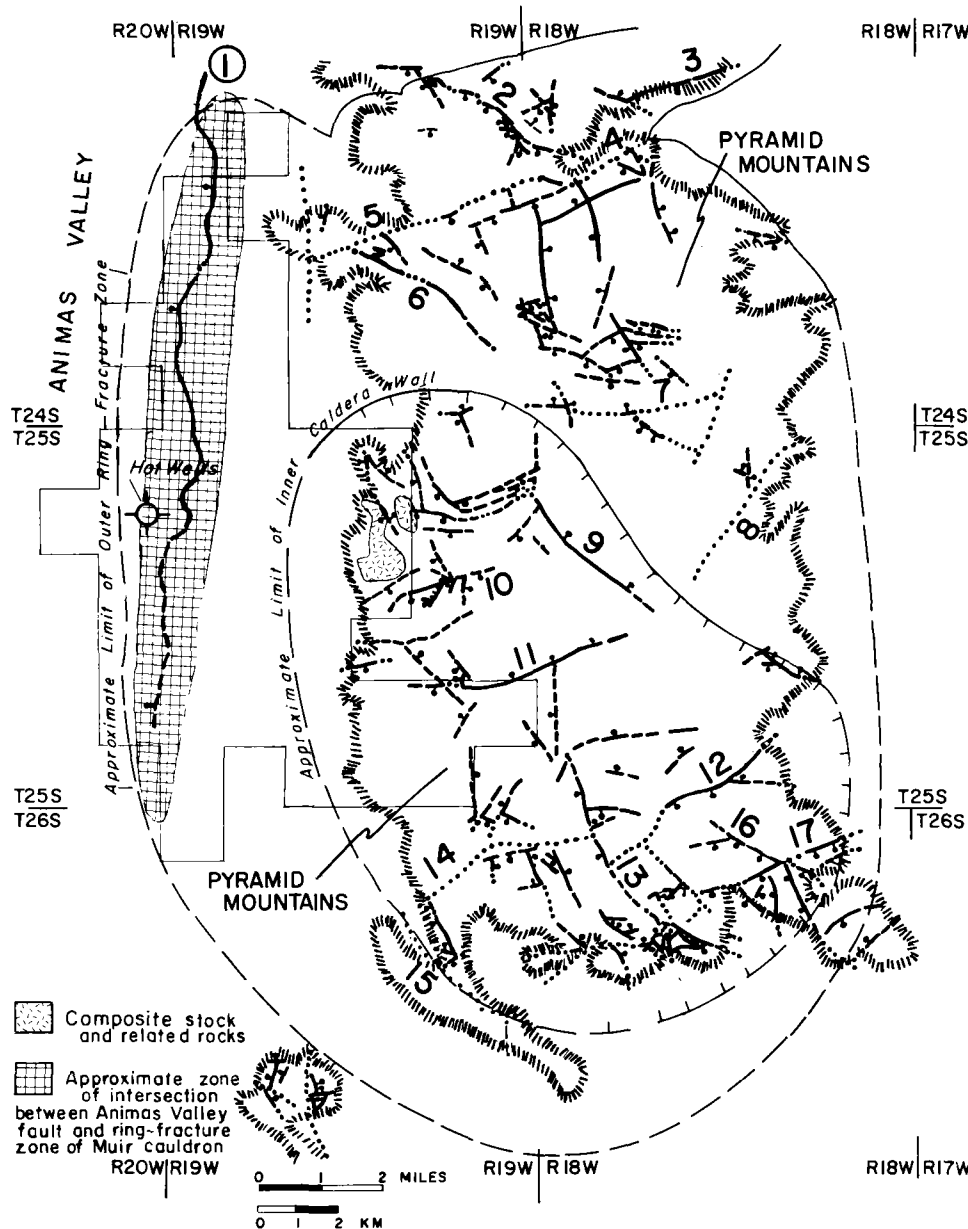 R20W R19W
R19W R18W
R18W R17W
1
2
3
4
PYRAMID
MOUNTAINS
ANIMAS VALLEY
5
6
7
T24S
T25S
T24S
T25S
Approximate Limit of Outer Ring-Fracture Zone
Hot Wells
Approximate Limit of Inner Caldera Wall
8
9
10
11
12
T25S
T26S
T25S
T26S
13
14
16
17
PYRAMID
MOUNTAINS
15
Composite stock
and related rocks
Approximate zone
of intersection
between Animas Valley
fault and ring-fracture
zone of Muir cauldron
R20W R19W
R19W R18W
R18W R17W
0 1 2 MILES
0 1 2 KM